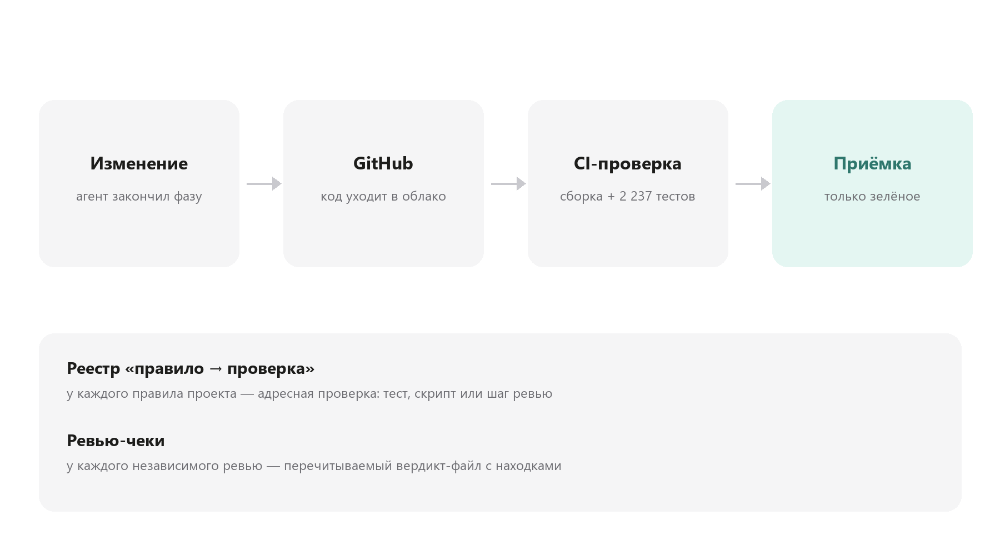 Изменение
агент закончил фазу
GitHub
код уходит в облако
CI-проверка
сборка + 2 237 тестов
Приёмка
только зелёное
Реестр «правило → проверка»
у каждого правила проекта — адресная проверка: тест, скрипт или шаг ревью
Ревью-чеки
у каждого независимого ревью — перечитываемый вердикт-файл с находками